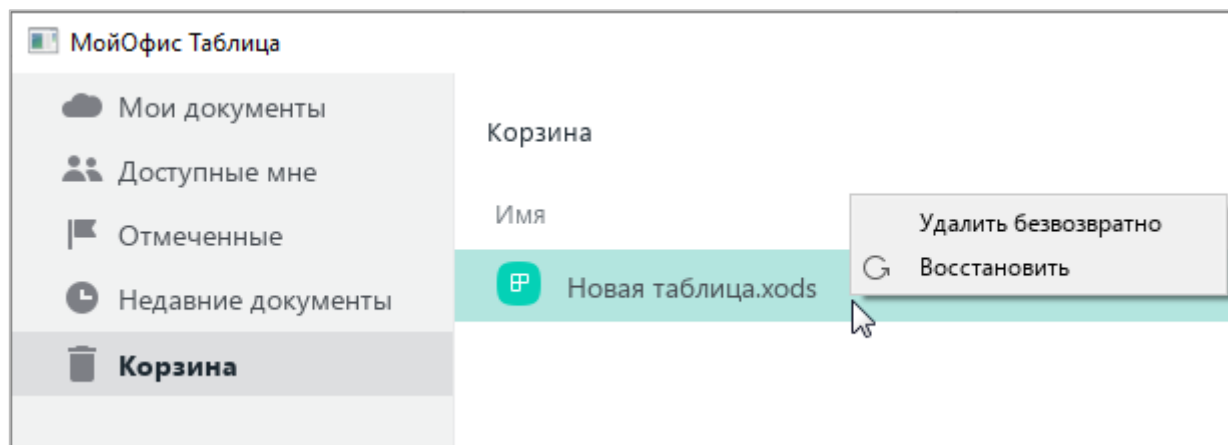 МойОфис Таблица
Мои документы
Доступные мне
Отмеченные
Недавние документы
Корзина
Корзина
Имя
Новая таблица.xods
Удалить безвозвратно
Восстановить